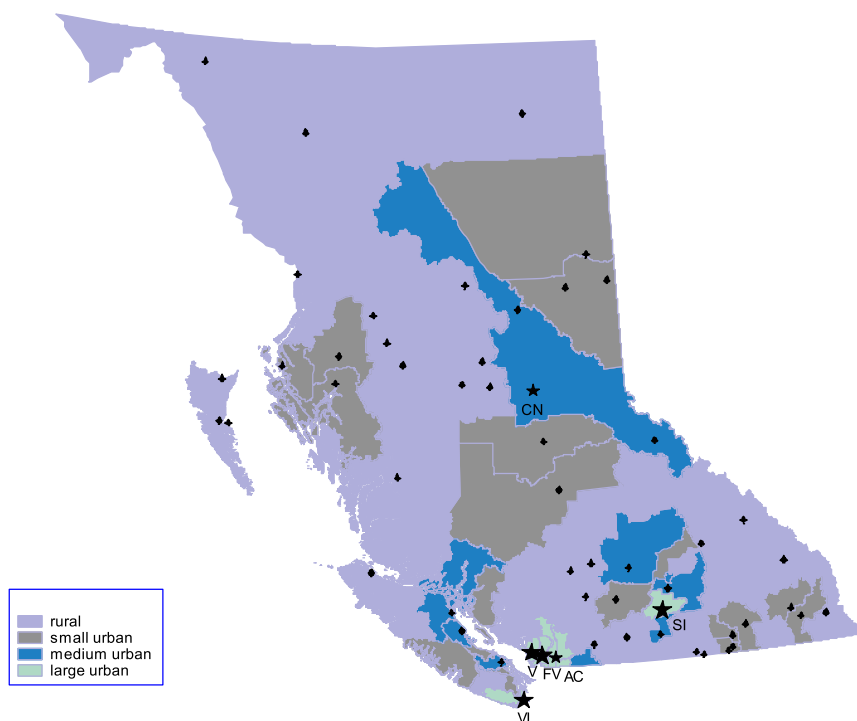 CN
SI
V FV AC
VI
rural
small urban
medium urban
large urban